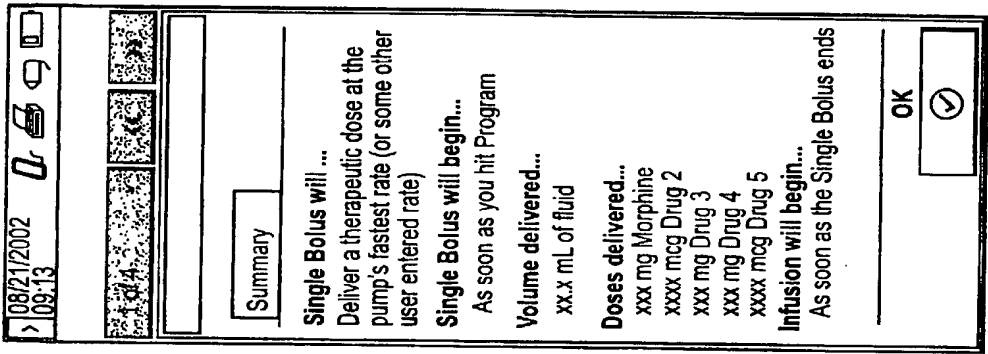 > 08/21/2002
09:13
Summary
Single Bolus will ...
Deliver a therapeutic dose at the
pump's fastest rate (or some other
user entered rate)
Single Bolus will begin...
As soon as you hit Program
Volume delivered...
xx.x mL of fluid
Doses delivered...
xxx mg Morphine
xxxx mcg Drug 2
xxx mg Drug 3
xxx mg Drug 4
xxxx mcg Drug 5
Infusion will begin...
As soon as the Single Bolus ends
OK